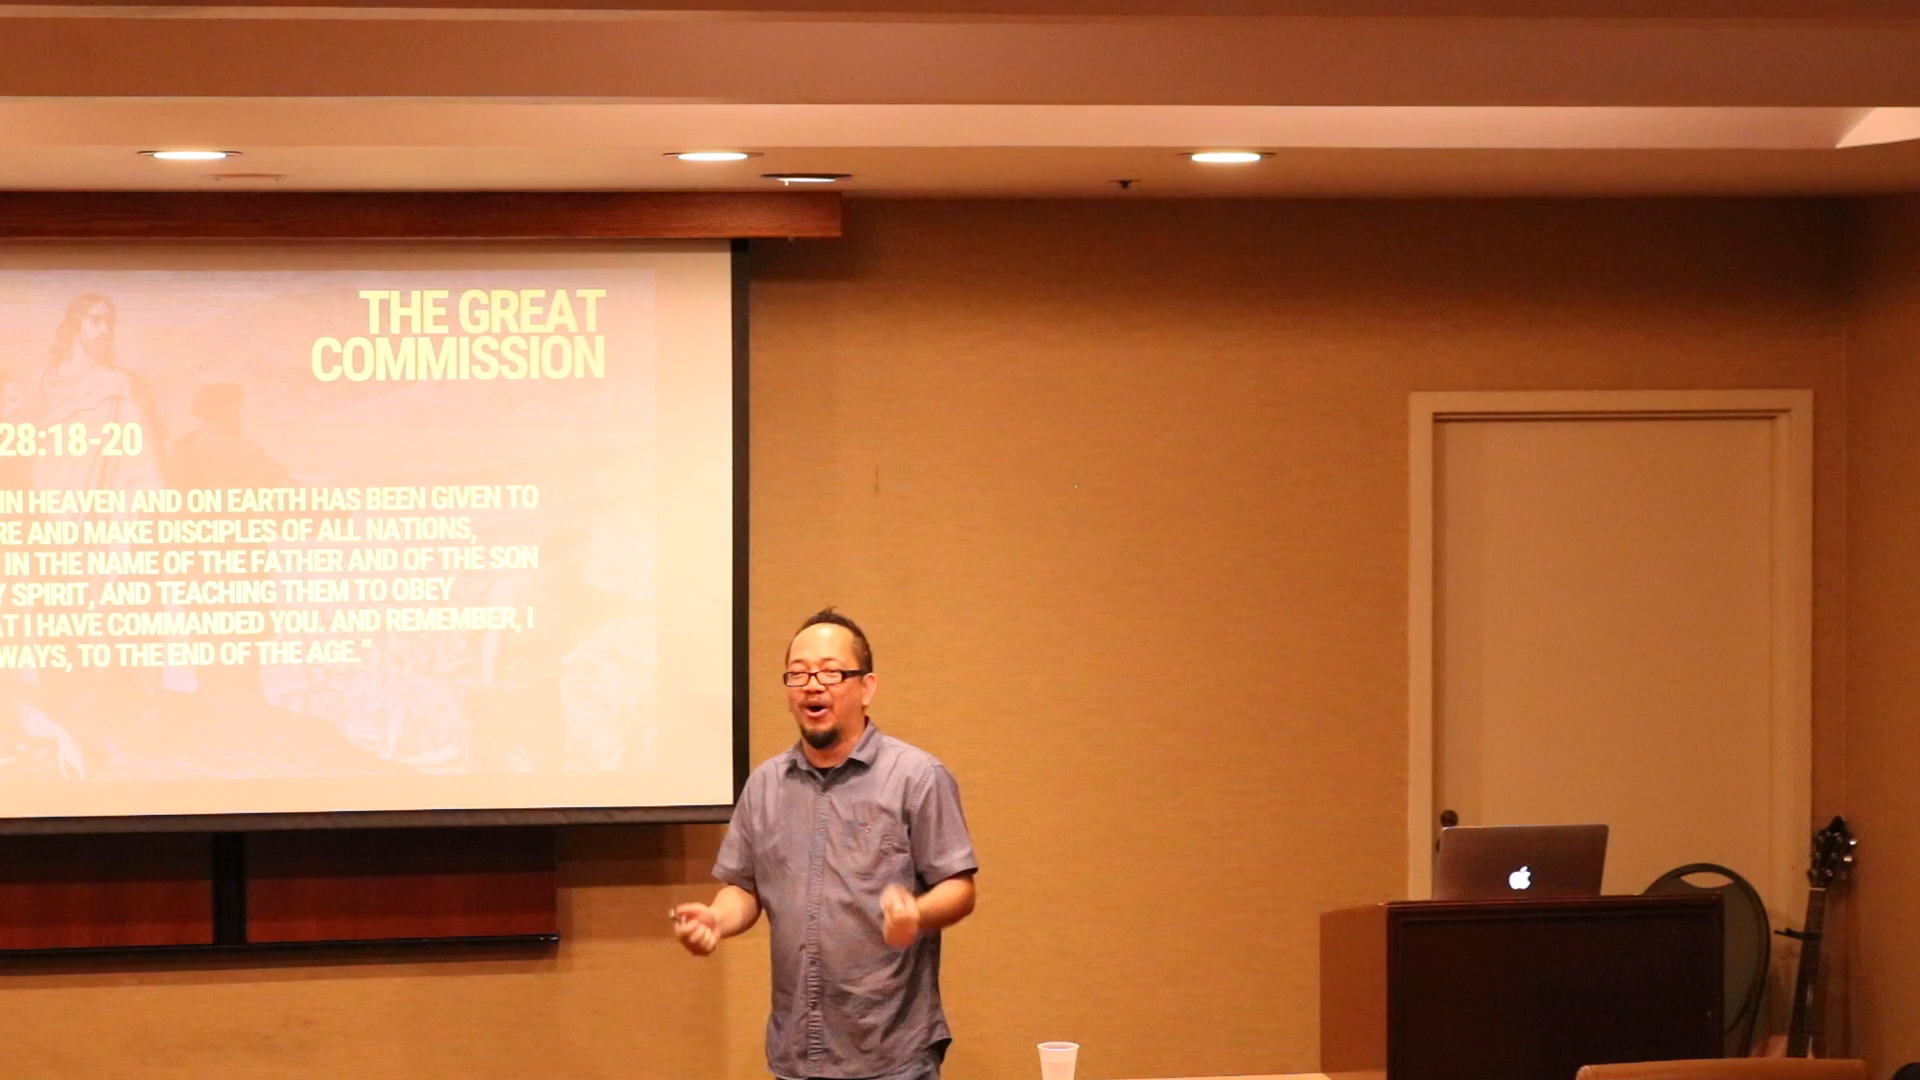 THE GREAT
COMMISSION
28:18-20
IN HEAVEN AND ON EARTH HAS BEEN GIVEN TO
RE AND MAKE DISCIPLES OF ALL NATIONS,
IN THE NAME OF THE FATHER AND OF THE SON
Y SPIRIT, AND TEACHING THEM TO OBEY
AT I HAVE COMMANDED YOU. AND REMEMBER, I
WAYS, TO THE END OF THE AGE.”